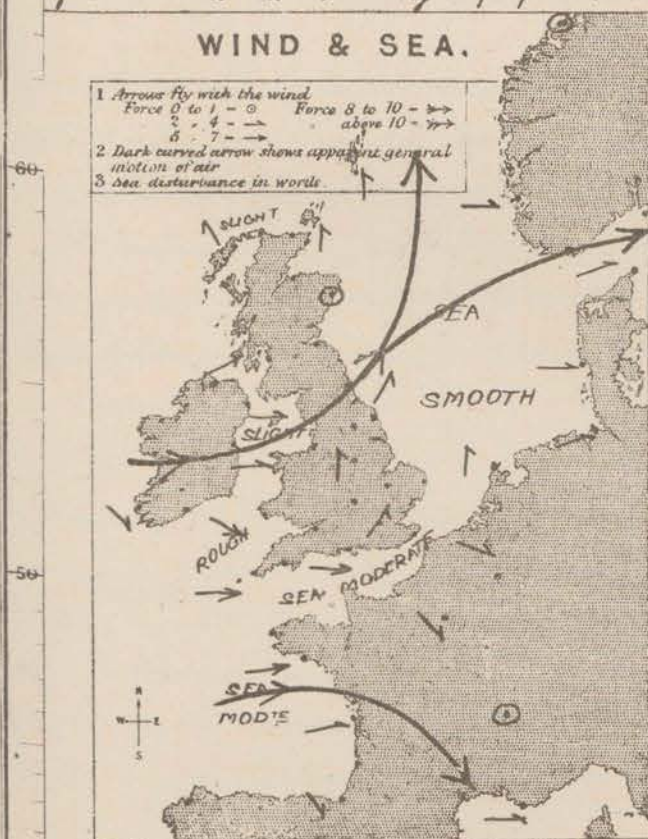 WIND & SEA.
1 Arrows fly with the wind
Force 0 to 1 - ⊙ Force 8 to 10 -
2 " 4 - " above 10 -
5 " 7 -
2 Dark curved arrow shows apparent general
motion of air
3 Sea disturbance in words
60
SLIGHT
SEA
SMOOTH
SLIGHT
ROUGH
50
SEA MODERATE
SEA
MODTE
N
W E
S